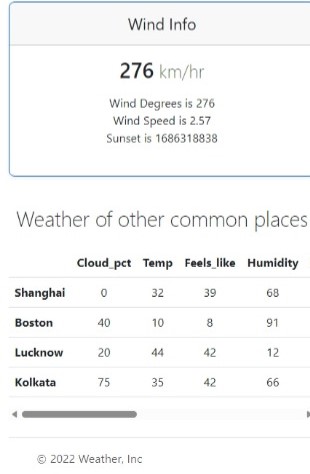 Wind Info
276 km/hr
Wind Degrees is 276
Wind Speed is 2.57
Sunset is 1686318838
Weather of other common places
Cloud_pct Temp Feels_like Humidity
Shanghai 0 32 39 68
Boston 40 10 8 91
Lucknow 20 44 42 12
Kolkata 75 35 42 66
© 2022 Weather, Inc